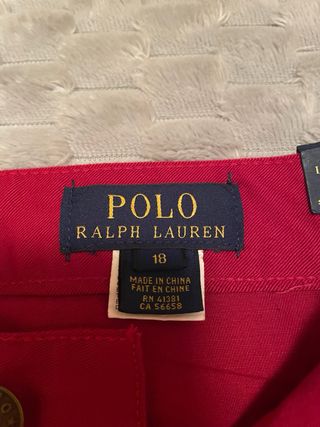 POLO
RALPH LAUREN
18
MADE IN CHINA
FAIT EN CHINE
RN 41381
CA 56658